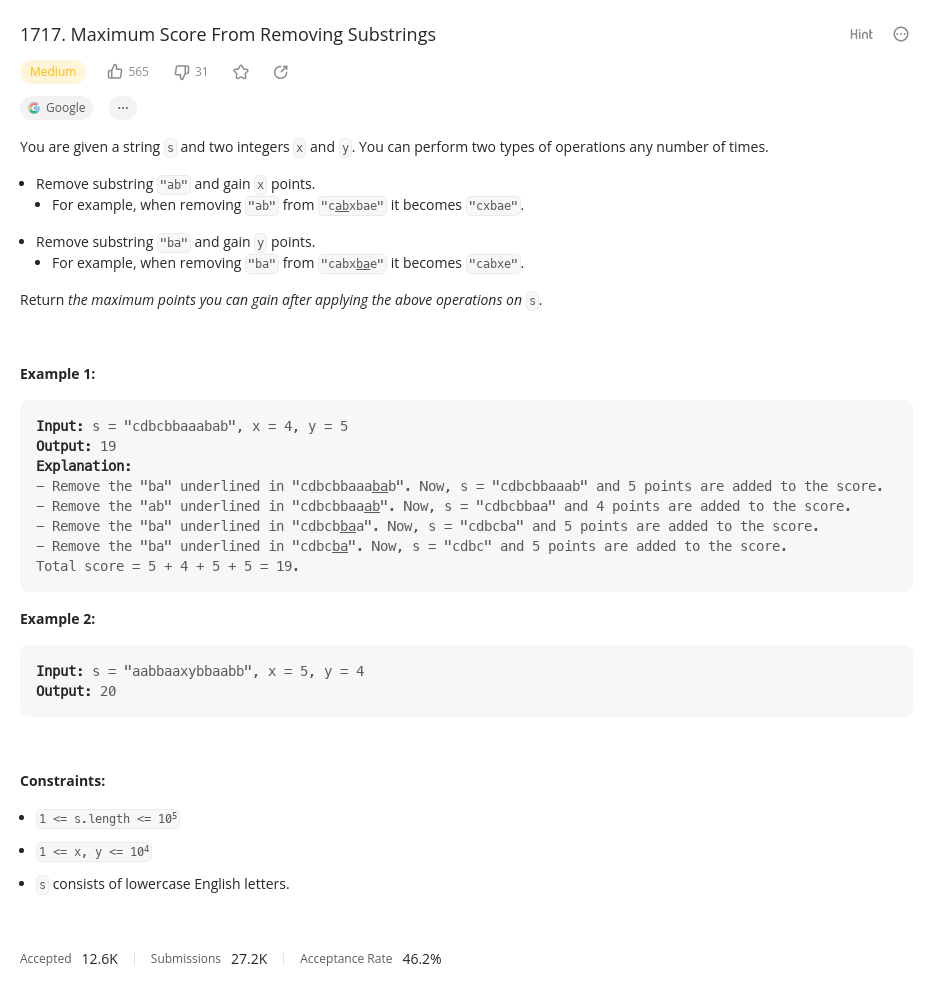 1717. Maximum Score From Removing Substrings
Hint
Medium 565 31
Google ...
You are given a string s and two integers x and y. You can perform two types of operations any number of times.
• Remove substring "ab" and gain x points.
• For example, when removing "ab" from "cabxbae" it becomes "cxbae".
• Remove substring "ba" and gain y points.
• For example, when removing "ba" from "cabxbae" it becomes "cabxe".
Return the maximum points you can gain after applying the above operations on s.
Example 1:
Input: s = "cdbcbbaaabab", x = 4, y = 5
Output: 19
Explanation:
– Remove the "ba" underlined in "cdbcbbaaabab". Now, s = "cdbcbbaaab" and 5 points are added to the score.
– Remove the "ab" underlined in "cdbcbbaaab". Now, s = "cdbcbbaa" and 4 points are added to the score.
– Remove the "ba" underlined in "cdbcbbaa". Now, s = "cdbcba" and 5 points are added to the score.
– Remove the "ba" underlined in "cdbcba". Now, s = "cdbc" and 5 points are added to the score.
Total score = 5 + 4 + 5 + 5 = 19.
Example 2:
Input: s = "aabbaaxybbaabb", x = 5, y = 4
Output: 20
Constraints:
• 1 <= s.length <= 10⁵
• 1 <= x, y <= 10⁴
• s consists of lowercase English letters.
Accepted 12.6K Submissions 27.2K Acceptance Rate 46.2%